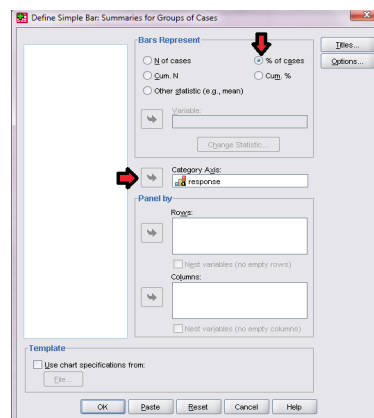 Define Simple Bar: Summaries for Groups of Cases
Bars Represent
N of cases
% of cases
Cum. N
Cum. %
Other statistic (e.g., mean)
Variable:
Change Statistic...
Titles...
Options...
Category Axis:
response
Panel by
Rows:
Nest variables (no empty rows)
Columns:
Nest variables (no empty columns)
Template
Use chart specifications from:
File...
OK Paste Reset Cancel Help